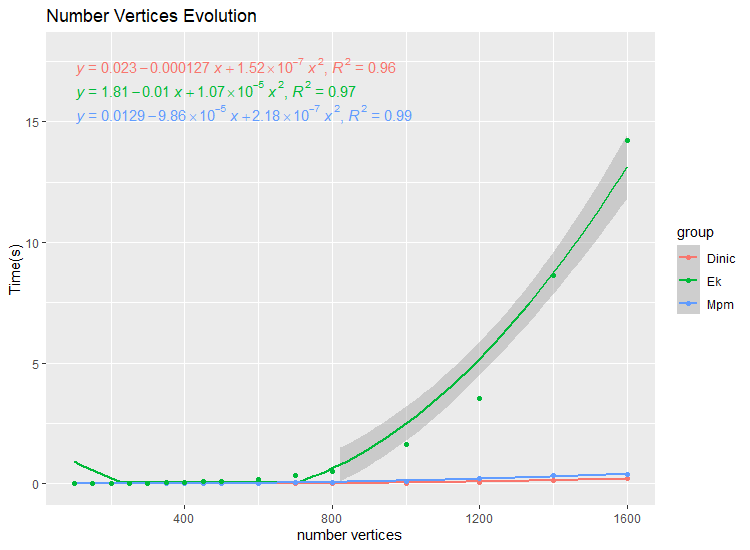 Number Vertices Evolution
y = 0.023 − 0.000127 x + 1.52 × 10⁻⁷ x², R² = 0.96
y = 1.81 − 0.01 x + 1.07 × 10⁻⁵ x², R² = 0.97
y = 0.0129 − 9.86 × 10⁻⁵ x + 2.18 × 10⁻⁷ x², R² = 0.99
15
10
5
0
Time(s)
400 800 1200 1600
number vertices
group
Dinic
Ek
Mpm